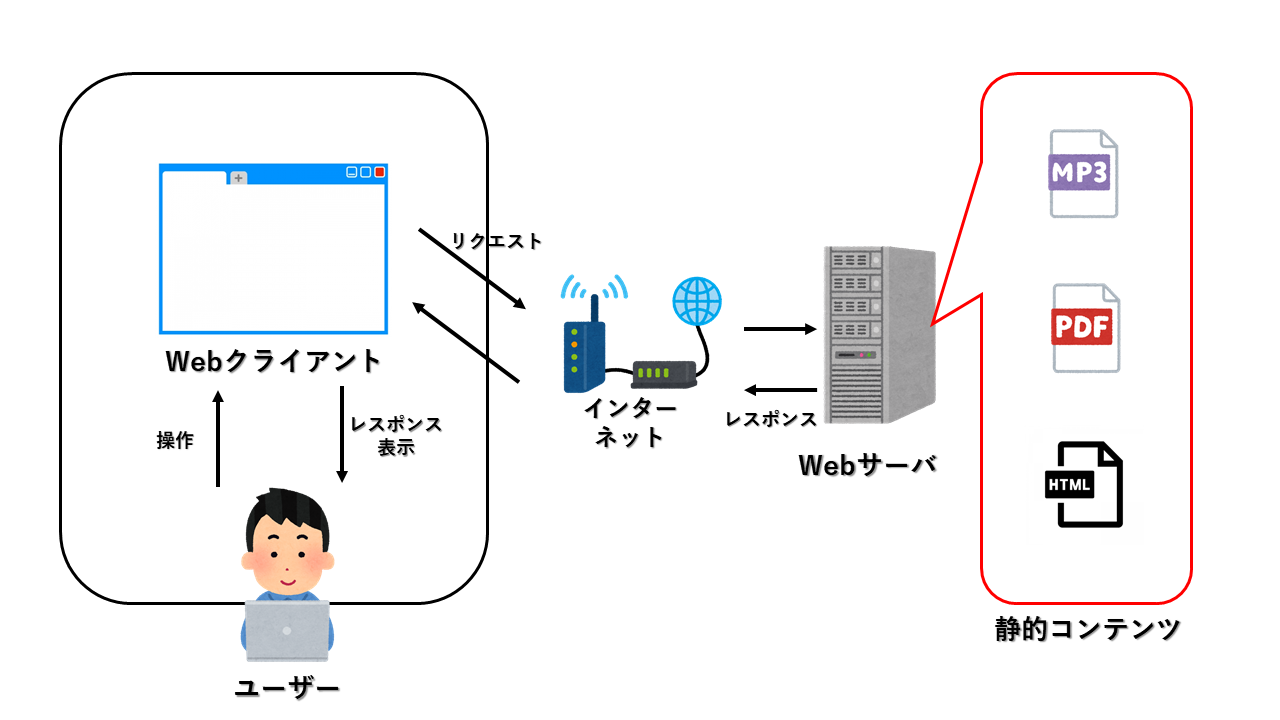 MP3
リクエスト
PDF
Webクライアント
インター
ネット
レスポンス
レスポンス
表示
操作
Webサーバ
HTML
静的コンテンツ
ユーザー